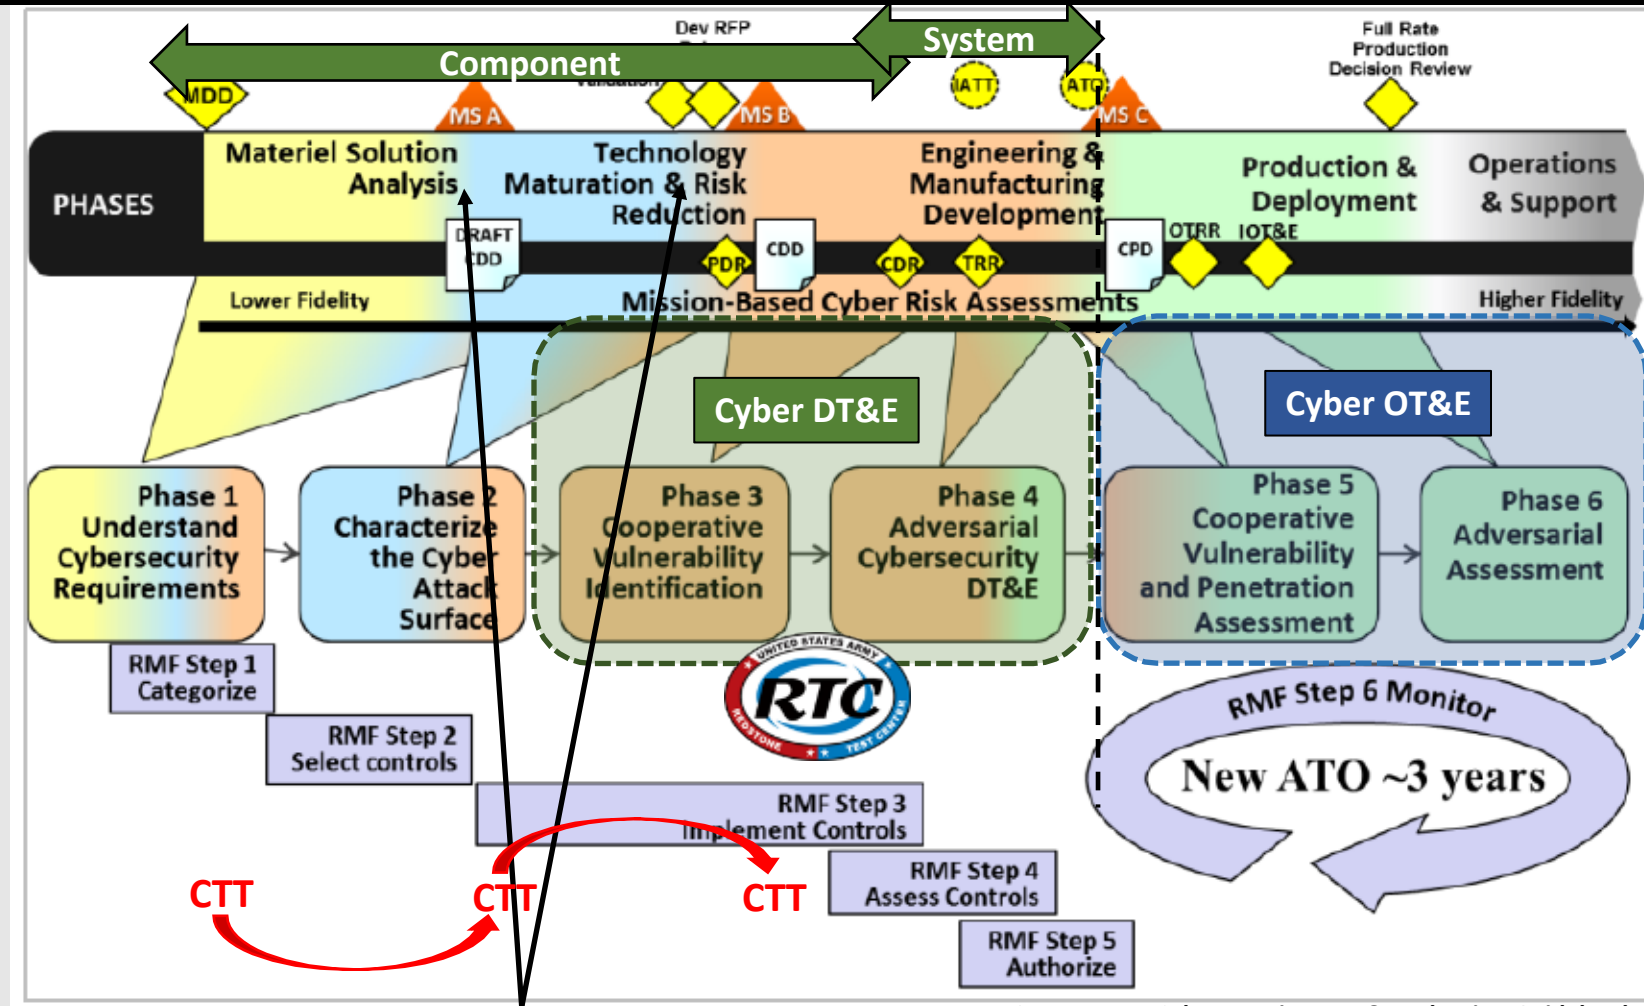 Dev RFP
System
Full Rate
Production
Decision Review
Component
MDD
MS A
MS B
IATT
ATO
MS C
PHASES
Materiel Solution
Analysis
Technology
Maturation & Risk
Reduction
Engineering &
Manufacturing
Development
Production &
Deployment
Operations
& Support
DRAFT
CDD
PDR
CDD
CDR
TRR
CPD
OTRR
IOT&E
Lower Fidelity
Mission-Based Cyber Risk Assessments
Higher Fidelity
Cyber DT&E
Cyber OT&E
Phase 1
Understand
Cybersecurity
Requirements
Phase 2
Characterize
the Cyber
Attack
Surface
Phase 3
Cooperative
Vulnerability
Identification
Phase 4
Adversarial
Cybersecurity
DT&E
Phase 5
Cooperative
Vulnerability
and Penetration
Assessment
Phase 6
Adversarial
Assessment
UNITED STATES ARMY
RTC
REDSTONE
TEST CENTER
RMF Step 1
Categorize
RMF Step 2
Select controls
RMF Step 3
Implement Controls
RMF Step 4
Assess Controls
RMF Step 5
Authorize
RMF Step 6 Monitor
New ATO ~3 years
CTT
CTT
CTT